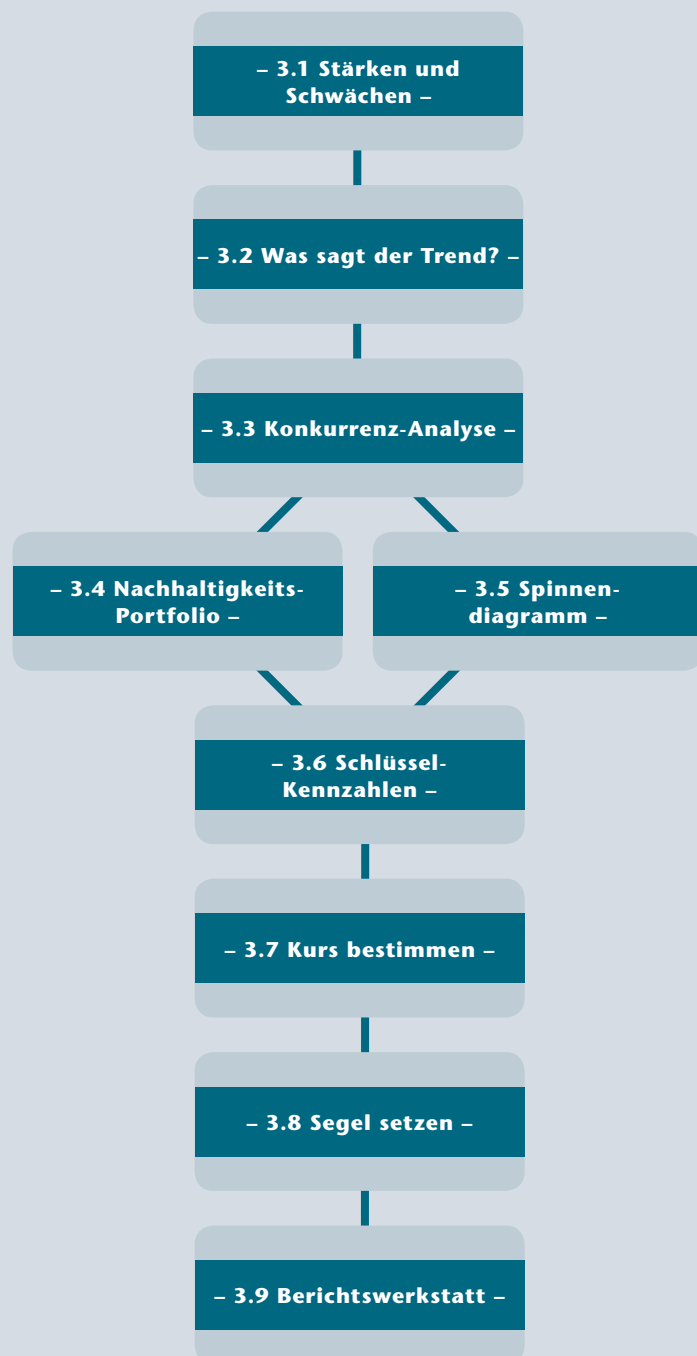 – 3.1 Stärken und
Schwächen –
– 3.2 Was sagt der Trend? –
– 3.3 Konkurrenz-Analyse –
– 3.4 Nachhaltigkeits-
Portfolio –
– 3.5 Spinnen-
diagramm –
– 3.6 Schlüssel-
Kennzahlen –
– 3.7 Kurs bestimmen –
– 3.8 Segel setzen –
– 3.9 Berichtswerkstatt –